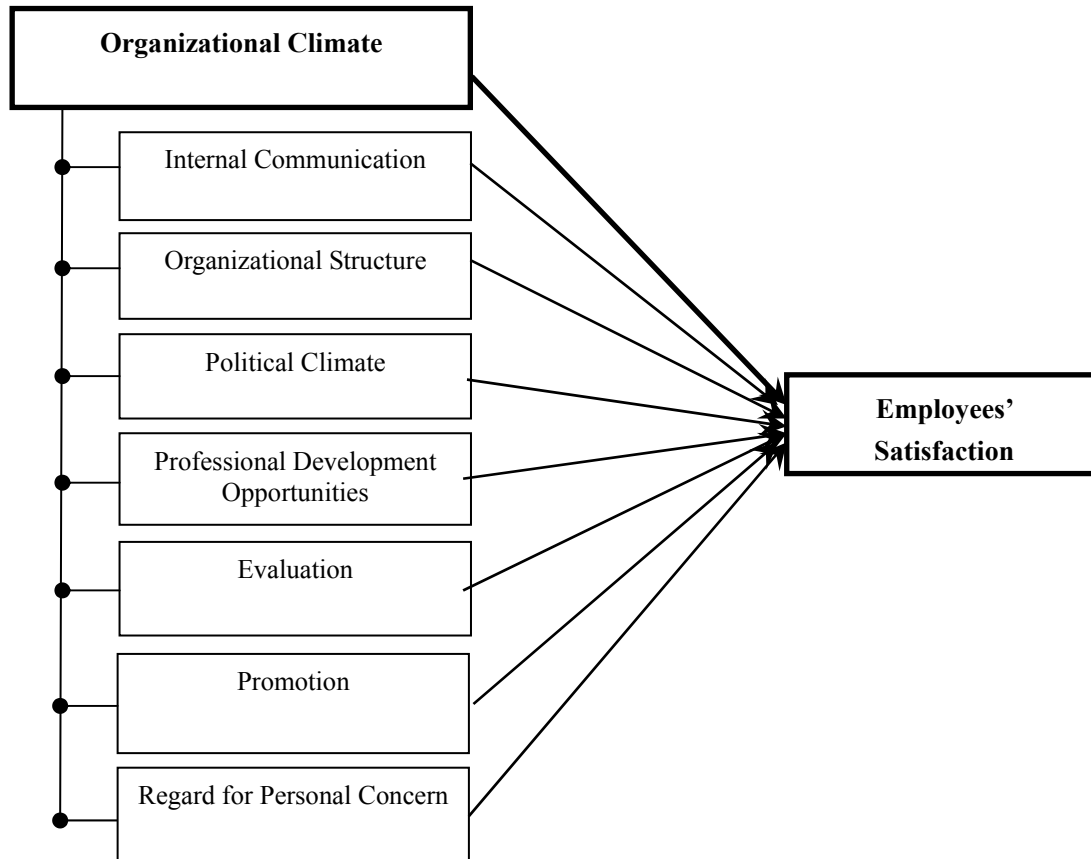 Organizational Climate
Internal Communication
Organizational Structure
Political Climate
Professional Development
Opportunities
Evaluation
Promotion
Regard for Personal Concern
Employees’
Satisfaction